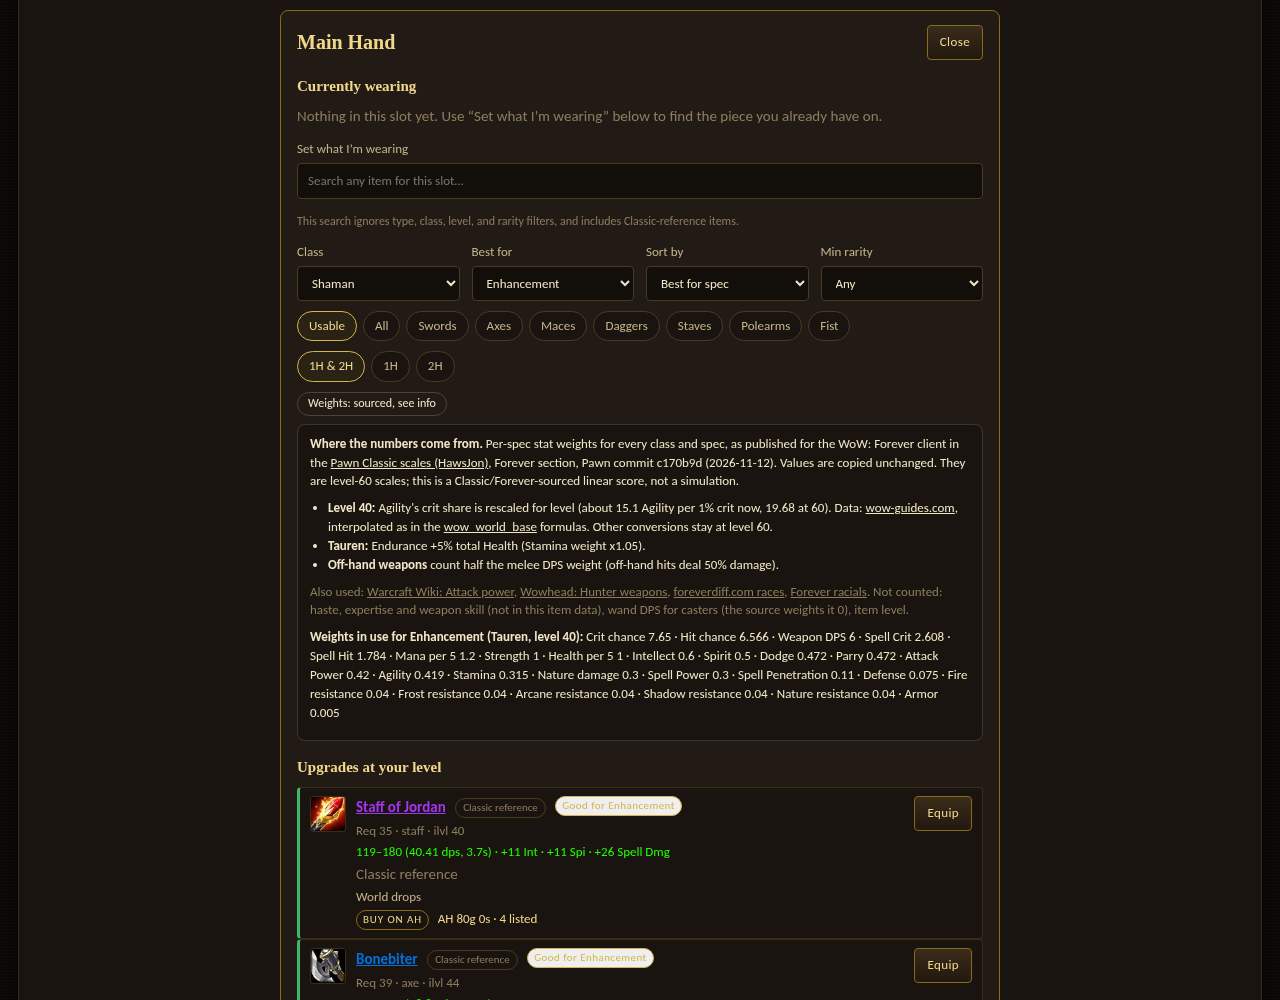 Main Hand
Close
Currently wearing
Nothing in this slot yet. Use “Set what I’m wearing” below to find the piece you already have on.
Set what I’m wearing
Search any item for this slot...
This search ignores type, class, level, and rarity filters, and includes Classic-reference items.
Class Best for Sort by Min rarity
Shaman Enhancement Best for spec Any
Usable All Swords Axes Maces Daggers Staves Polearms Fist
1H & 2H 1H 2H
Weights: sourced, see info
Where the numbers come from. Per-spec stat weights for every class and spec, as published for the WoW: Forever client in
the Pawn Classic scales (HawsJon), Forever section, Pawn commit c170b9d (2026-11-12). Values are copied unchanged. They
are level-60 scales; this is a Classic/Forever-sourced linear score, not a simulation.
• Level 40: Agility's crit share is rescaled for level (about 15.1 Agility per 1% crit now, 19.68 at 60). Data: wow-guides.com,
interpolated as in the wow_world_base formulas. Other conversions stay at level 60.
• Tauren: Endurance +5% total Health (Stamina weight x1.05).
• Off-hand weapons count half the melee DPS weight (off-hand hits deal 50% damage).
Also used: Warcraft Wiki: Attack power, Wowhead: Hunter weapons, foreverdiff.com races, Forever racials. Not counted:
haste, expertise and weapon skill (not in this item data), wand DPS for casters (the source weights it 0), item level.
Weights in use for Enhancement (Tauren, level 40): Crit chance 7.65 · Hit chance 6.566 · Weapon DPS 6 · Spell Crit 2.608 ·
Spell Hit 1.784 · Mana per 5 1.2 · Strength 1 · Health per 5 1 · Intellect 0.6 · Spirit 0.5 · Dodge 0.472 · Parry 0.472 · Attack
Power 0.42 · Agility 0.419 · Stamina 0.315 · Nature damage 0.3 · Spell Power 0.3 · Spell Penetration 0.11 · Defense 0.075 · Fire
resistance 0.04 · Frost resistance 0.04 · Arcane resistance 0.04 · Shadow resistance 0.04 · Nature resistance 0.04 · Armor
0.005
Upgrades at your level
Staff of Jordan Classic reference Good for Enhancement
Equip
Req 35 · staff · ilvl 40
119–180 (40.41 dps, 3.7s) · +11 Int · +11 Spi · +26 Spell Dmg
Classic reference
World drops
BUY ON AH AH 80g 0s · 4 listed
Bonebiter Classic reference Good for Enhancement
Equip
Req 39 · axe · ilvl 44